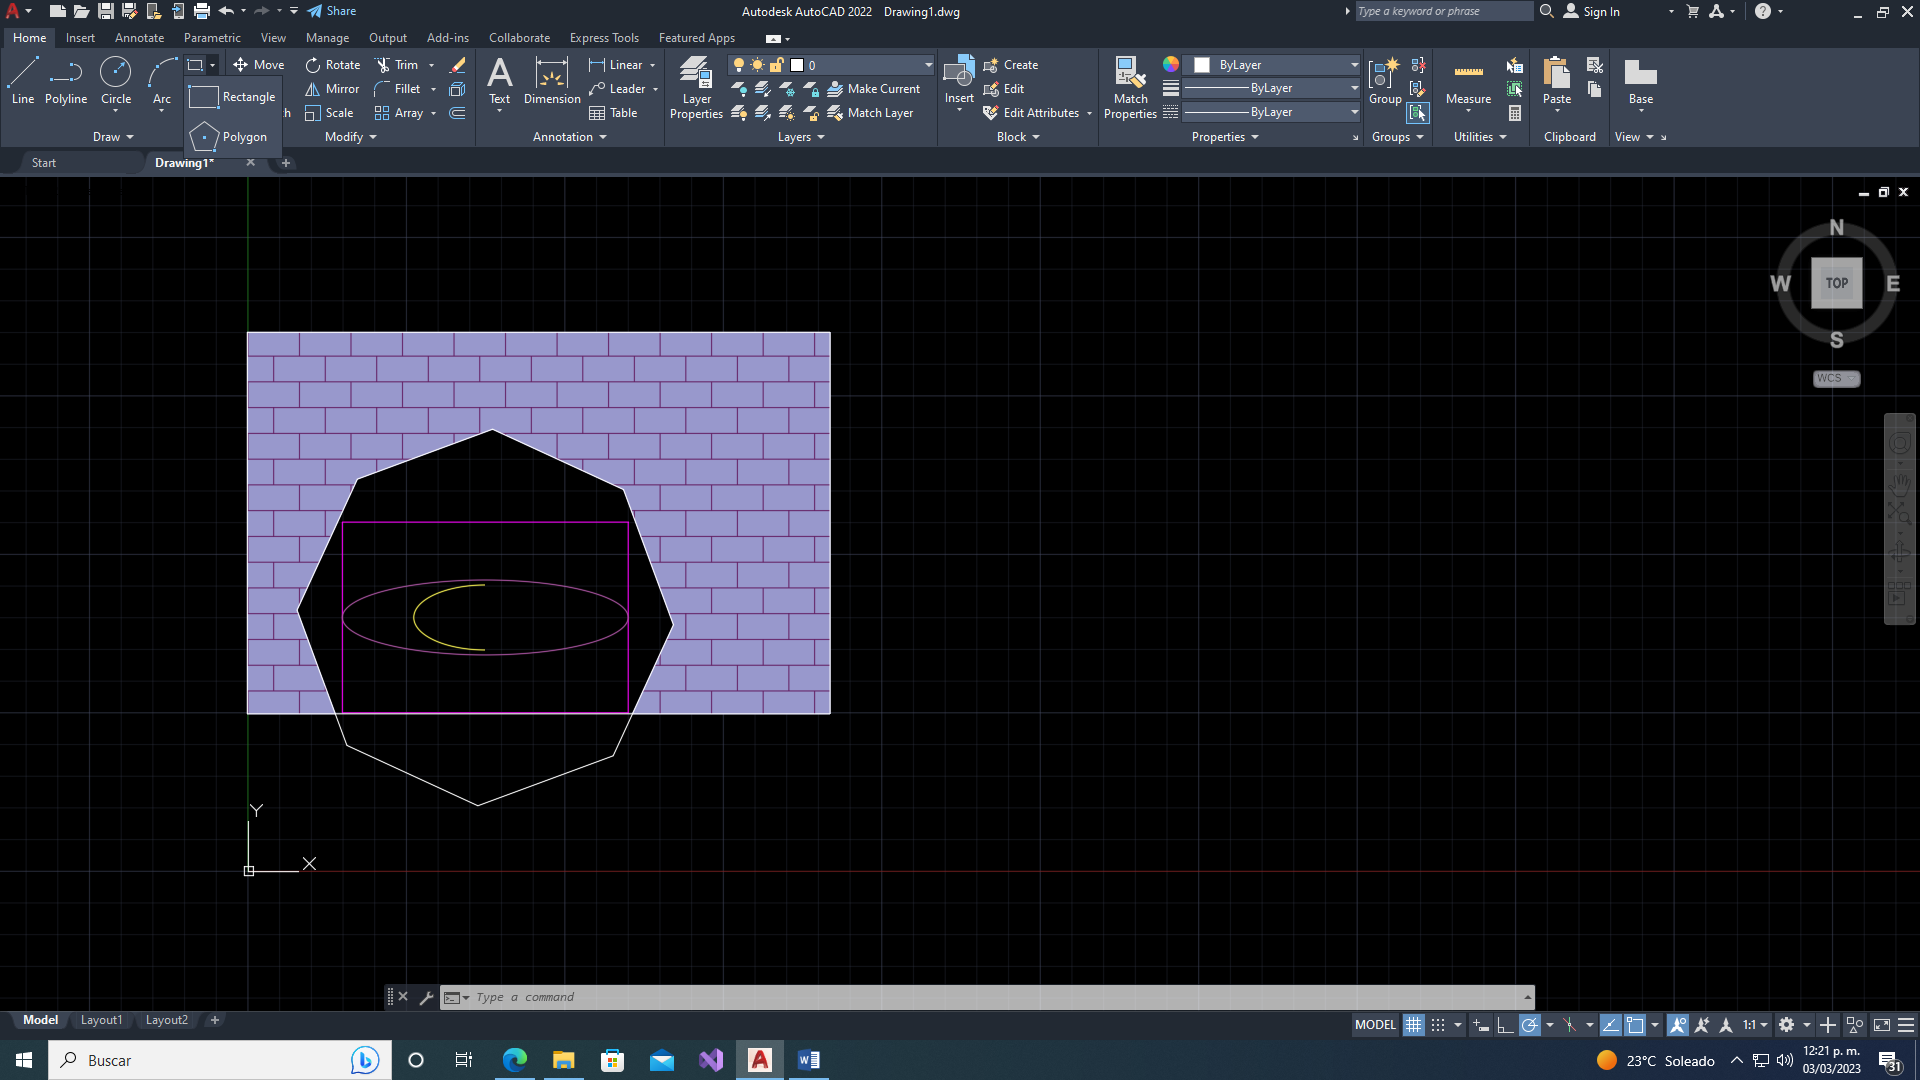 Share
Autodesk AutoCAD 2022 Drawing1.dwg
Type a keyword or phrase
Sign In
Home Insert Annotate Parametric View Manage Output Add-ins Collaborate Express Tools Featured Apps
Line Polyline Circle Arc
Rectangle
Polygon
Move Rotate Trim
Mirror Fillet
h Scale Array
Text Dimension
Linear
Leader
Table
Layer
Properties
0
Make Current
Match Layer
Insert
Create
Edit
Edit Attributes
Match
Properties
ByLayer
ByLayer
ByLayer
Group
Measure
Paste
Base
Draw Modify Annotation Layers Block Properties Groups Utilities Clipboard View
Start Drawing1*
N
W TOP E
S
WCS
Y
X
Type a command
Model Layout1 Layout2
MODEL 1:1
Buscar
23°C Soleado
12:21 p. m.
03/03/2023
31